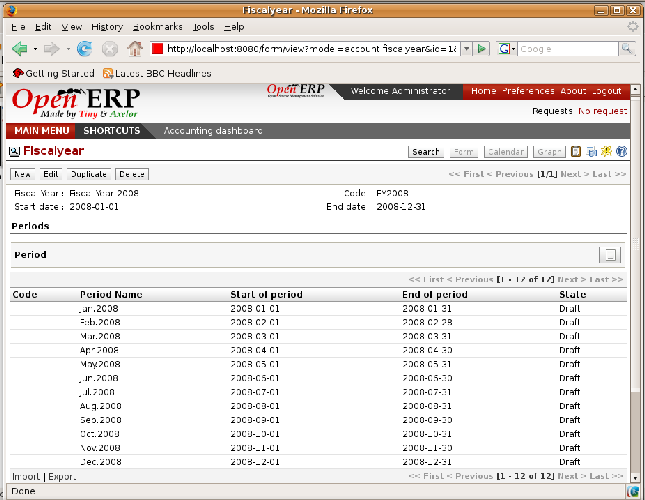 Fiscalyear - Mozilla Firefox
File Edit View History Bookmarks Tools Help
http://localhost:8080/form/view?mode =account.fiscalyear&id=1& Google
Getting Started Latest BBC Headlines
Open ERP Open ERP Welcome Administrator Home Preferences About Logout
Made by Tiny & Axelor
Requests: No request
MAIN MENU SHORTCUTS Accounting dashboard
Fiscalyear Search Form Calendar Graph
New Edit Duplicate Delete << First < Previous [1/1] Next > Last >>
Fiscal Year : Fiscal Year 2008 Code FY2008
Start date : 2008-01-01 End date 2008-12-31
Periods
Period
<< First < Previous [1 - 12 of 12] Next > Last >>
Code Period Name Start of period End of period State
Jan.2008 2008-01-01 2008-01-31 Draft
Feb.2008 2008-02-01 2008-02-28 Draft
Mar.2008 2008-03-01 2008-03-31 Draft
Apr.2008 2008-04-01 2008-04-30 Draft
May.2008 2008-05-01 2008-05-31 Draft
Jun.2008 2008-06-01 2008-06-30 Draft
Jul.2008 2008-07-01 2008-07-31 Draft
Aug.2008 2008-08-01 2008-08-31 Draft
Sep.2008 2008-09-01 2008-09-30 Draft
Oct.2008 2008-10-01 2008-10-31 Draft
Nov.2008 2008-11-01 2008-11-30 Draft
Dec.2008 2008-12-01 2008-12-31 Draft
Import | Export << First < Previous [1 - 12 of 12] Next > Last >>
Done